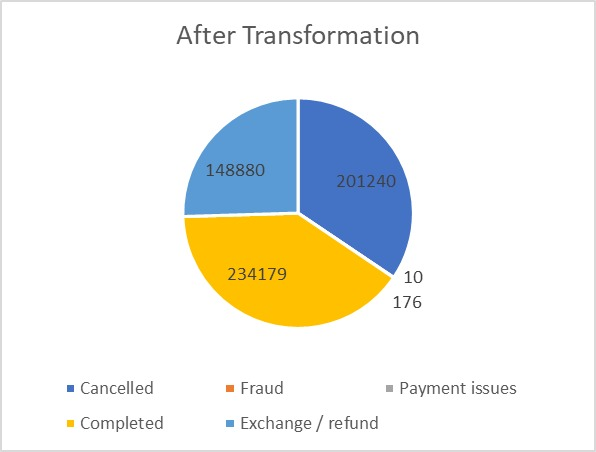 After Transformation
148880
201240
234179
10
176
Cancelled
Fraud
Payment issues
Completed
Exchange / refund